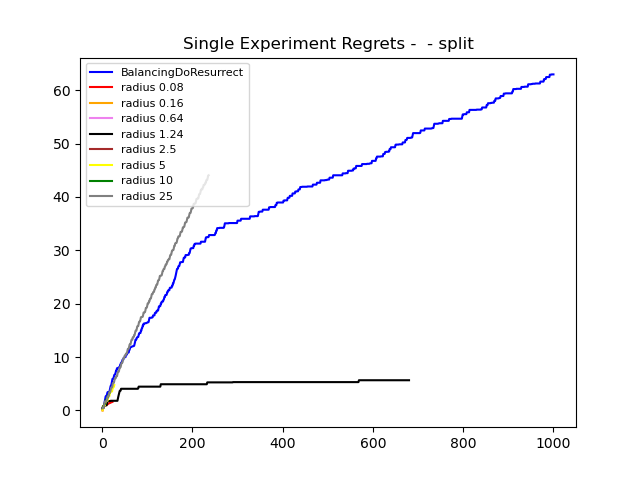 Single Experiment Regrets -  - split
BalancingDoResurrect
radius 0.08
radius 0.16
radius 0.64
radius 1.24
radius 2.5
radius 5
radius 10
radius 25
60
50
40
30
20
10
0
0 200 400 600 800 1000